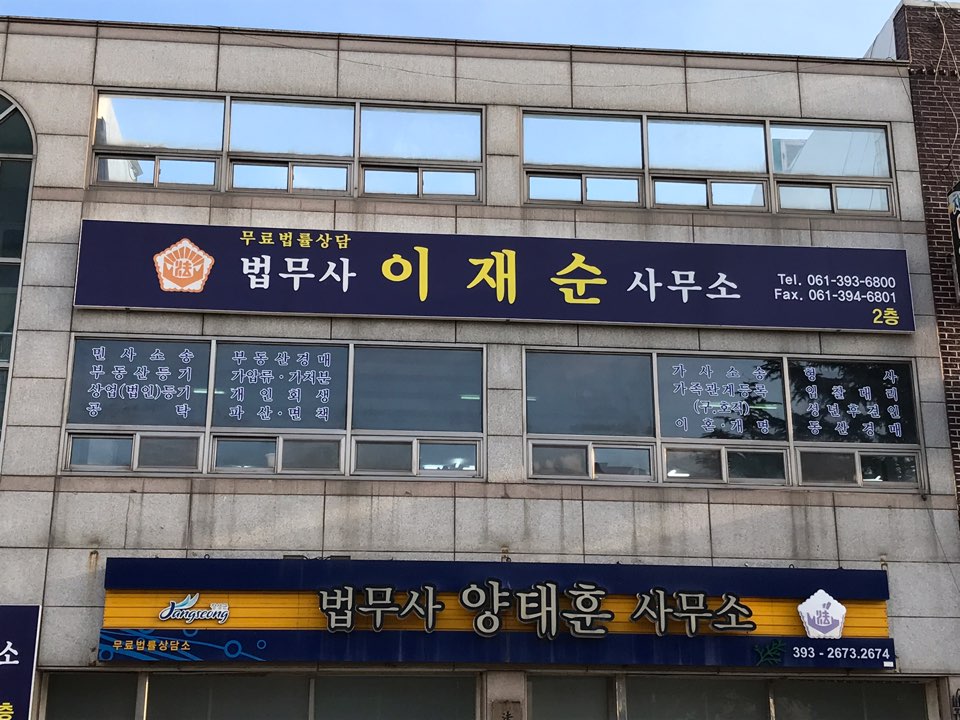 무료법률상담
법무사 이재순 사무소
Tel. 061-393-6800
Fax. 061-394-6801
2층
민사소송
부동산등기
상업(법인)등기
공탁
부동산경매
가압류·가처분
개인회생
파산·면책
가사소송
가족관계등록
(구.호적)
이혼·개명
형사
입찰대리
성년후견인
동산경매
Jangseong
법무사 양태훈 사무소
무료법률상담소
393-2673.2674
소
층